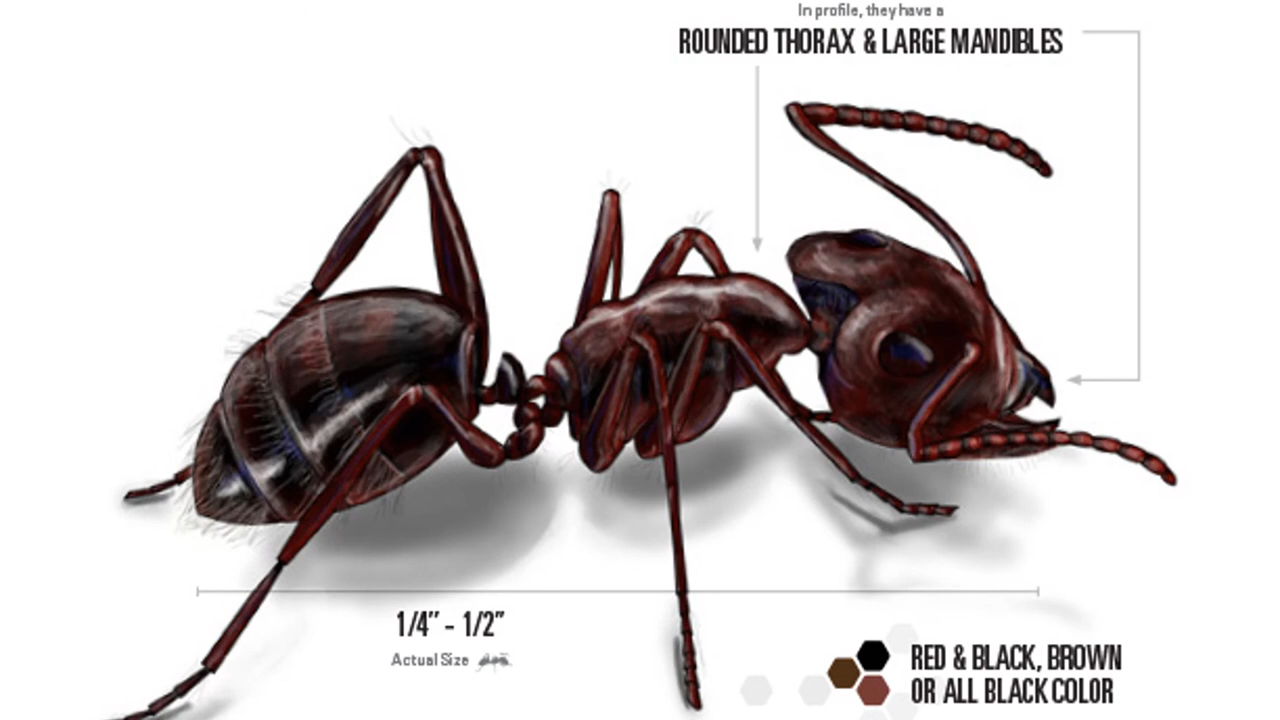 In profile, they have a
ROUNDED THORAX & LARGE MANDIBLES
1/4" - 1/2"
Actual Size
RED & BLACK, BROWN
OR ALL BLACK COLOR